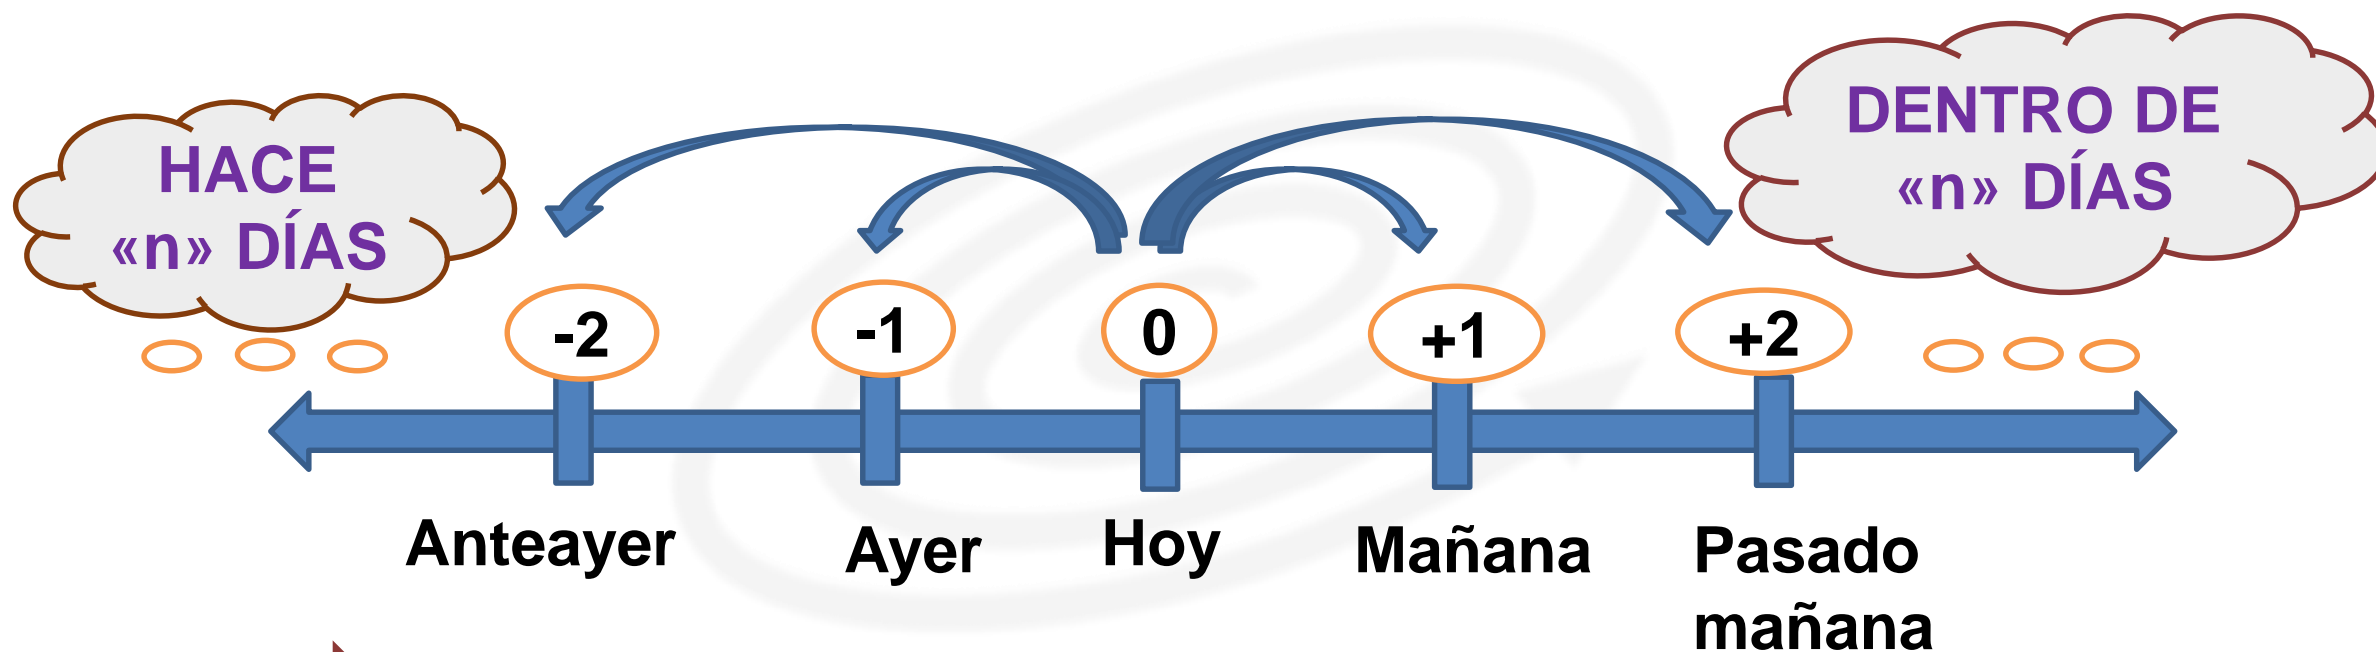 HACE
«n» DÍAS
DENTRO DE
«n» DÍAS
-2
-1
0
+1
+2
Anteayer
Ayer
Hoy
Mañana
Pasado
mañana